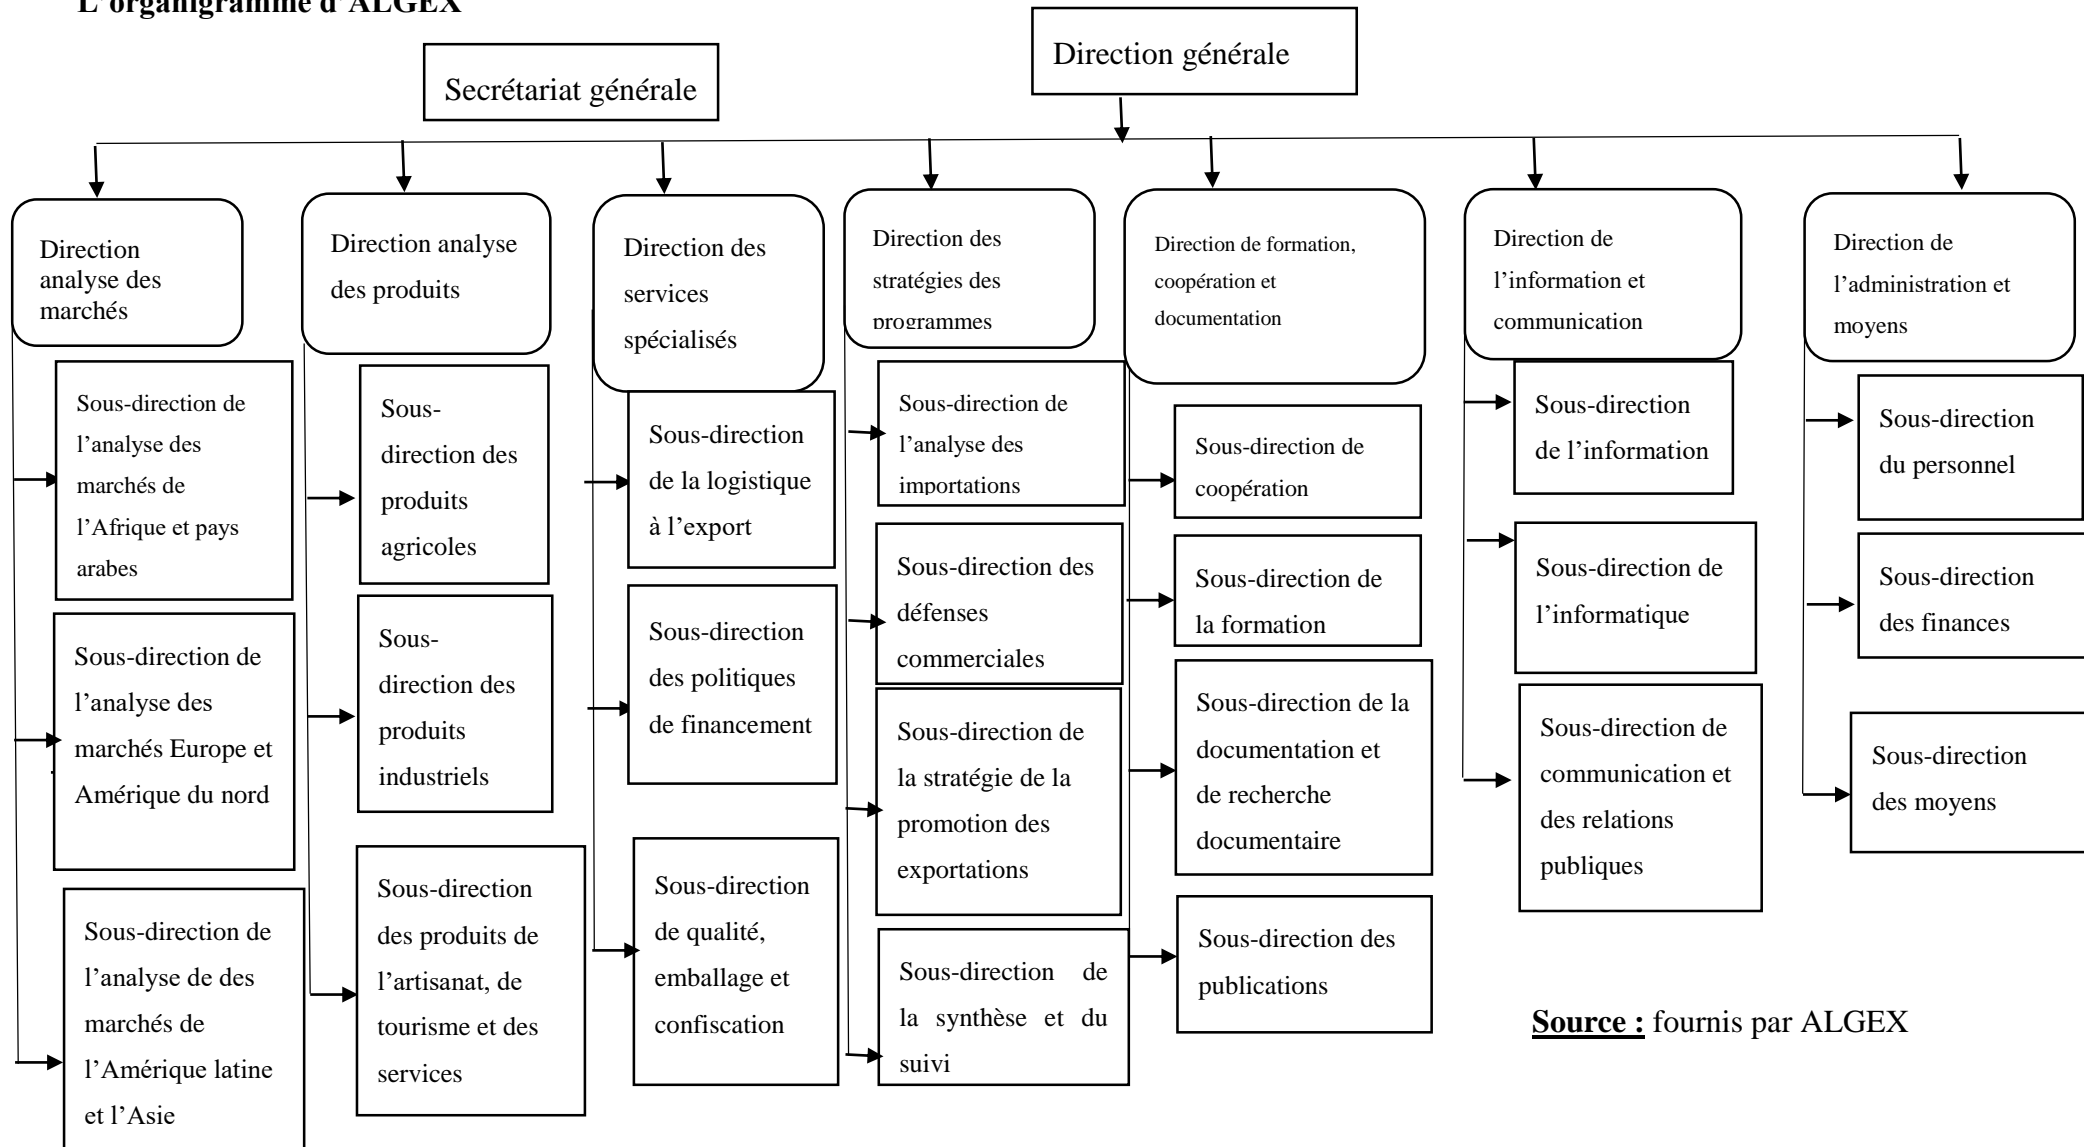 L'organigramme d'ALGEX
Secrétariat générale
Direction générale
Direction
analyse des
marchés
Direction analyse
des produits
Direction des
services
spécialisés
Direction des
stratégies des
programmes
Direction de formation,
coopération et
documentation
Direction de
l'information et
communication
Direction de
l'administration et
moyens
Sous-direction de
l'analyse des
marchés de
l'Afrique et pays
arabes
Sous-direction de
l'analyse des
marchés Europe et
Amérique du nord
Sous-direction de
l'analyse de des
marchés de
l'Amérique latine
et l'Asie
Sous-
direction des
produits
agricoles
Sous-
direction des
produits
industriels
Sous-direction
des produits de
l'artisanat, de
tourisme et des
services
Sous-direction
de la logistique
à l'export
Sous-direction
des politiques
de financement
Sous-direction
de qualité,
emballage et
confiscation
Sous-direction de
l'analyse des
importations
Sous-direction des
défenses
commerciales
Sous-direction de
la stratégie de la
promotion des
exportations
Sous-direction de
la synthèse et du
suivi
Sous-direction de
coopération
Sous-direction de
la formation
Sous-direction de la
documentation et
de recherche
documentaire
Sous-direction des
publications
Sous-direction
de l'information
Sous-direction de
l'informatique
Sous-direction de
communication et
des relations
publiques
Sous-direction
du personnel
Sous-direction
des finances
Sous-direction
des moyens
Source : fournis par ALGEX